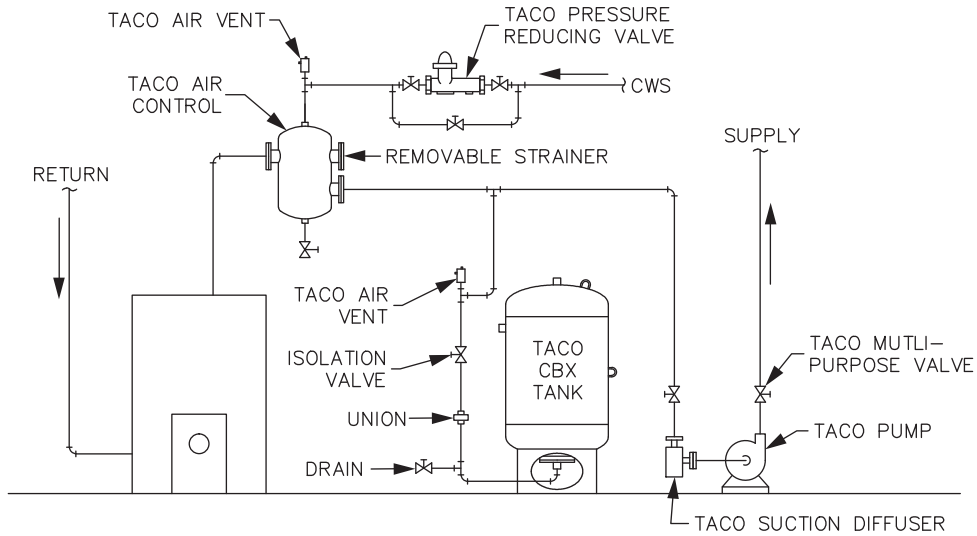 TACO AIR VENT
TACO PRESSURE
REDUCING VALVE
TACO AIR
CONTROL
CWS
SUPPLY
REMOVABLE STRAINER
RETURN
TACO AIR
VENT
TACO
CBX
TANK
ISOLATION
VALVE
TACO MUTLI-
PURPOSE VALVE
UNION
TACO PUMP
DRAIN
TACO SUCTION DIFFUSER